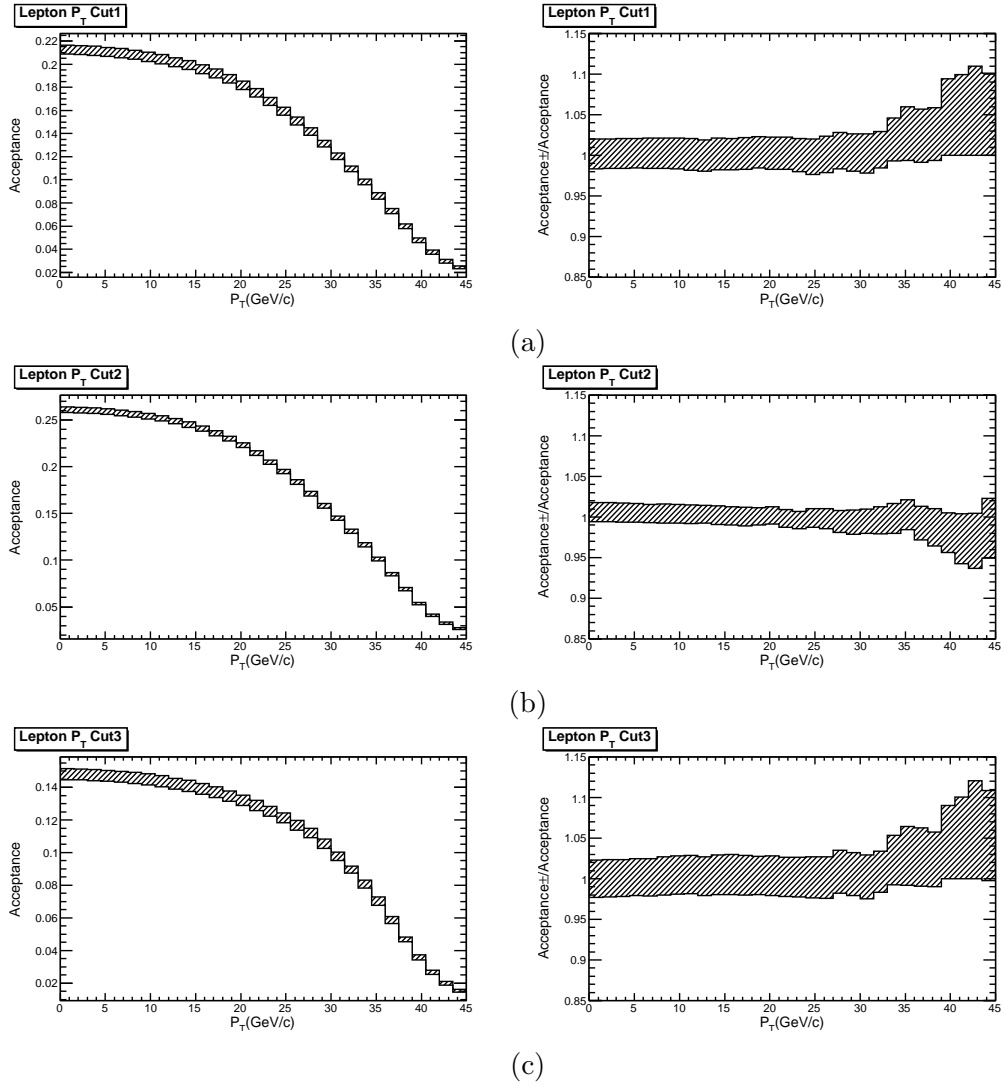 Lepton P_T Cut1
Acceptance
0.22
0.2
0.18
0.16
0.14
0.12
0.1
0.08
0.06
0.04
0.02
0 5 10 15 20 25 30 35 40 45
P_T(GeV/c)
Lepton P_T Cut1
Acceptance±/Acceptance
1.15
1.1
1.05
1
0.95
0.9
0.85
0 5 10 15 20 25 30 35 40 45
P_T(GeV/c)
(a)
Lepton P_T Cut2
Acceptance
0.25
0.2
0.15
0.1
0.05
0 5 10 15 20 25 30 35 40 45
P_T(GeV/c)
Lepton P_T Cut2
Acceptance±/Acceptance
1.15
1.1
1.05
1
0.95
0.9
0.85
0 5 10 15 20 25 30 35 40 45
P_T(GeV/c)
(b)
Lepton P_T Cut3
Acceptance
0.14
0.12
0.1
0.08
0.06
0.04
0.02
0 5 10 15 20 25 30 35 40 45
P_T(GeV/c)
Lepton P_T Cut3
Acceptance±/Acceptance
1.15
1.1
1.05
1
0.95
0.9
0.85
0 5 10 15 20 25 30 35 40 45
P_T(GeV/c)
(c)